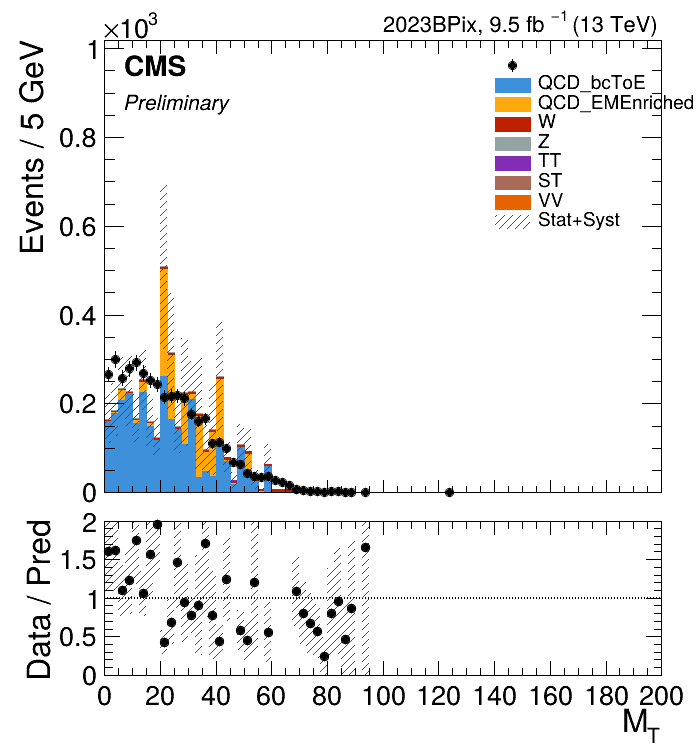 ×10³
2023BPix, 9.5 fb⁻¹ (13 TeV)
CMS
Preliminary
QCD_bcToE
QCD_EMEnriched
W
Z
TT
ST
VV
Stat+Syst
Events / 5 GeV
1
0.8
0.6
0.4
0.2
0
Data / Pred
2
1.5
1
0.5
0
0 20 40 60 80 100 120 140 160 180 200
M_T